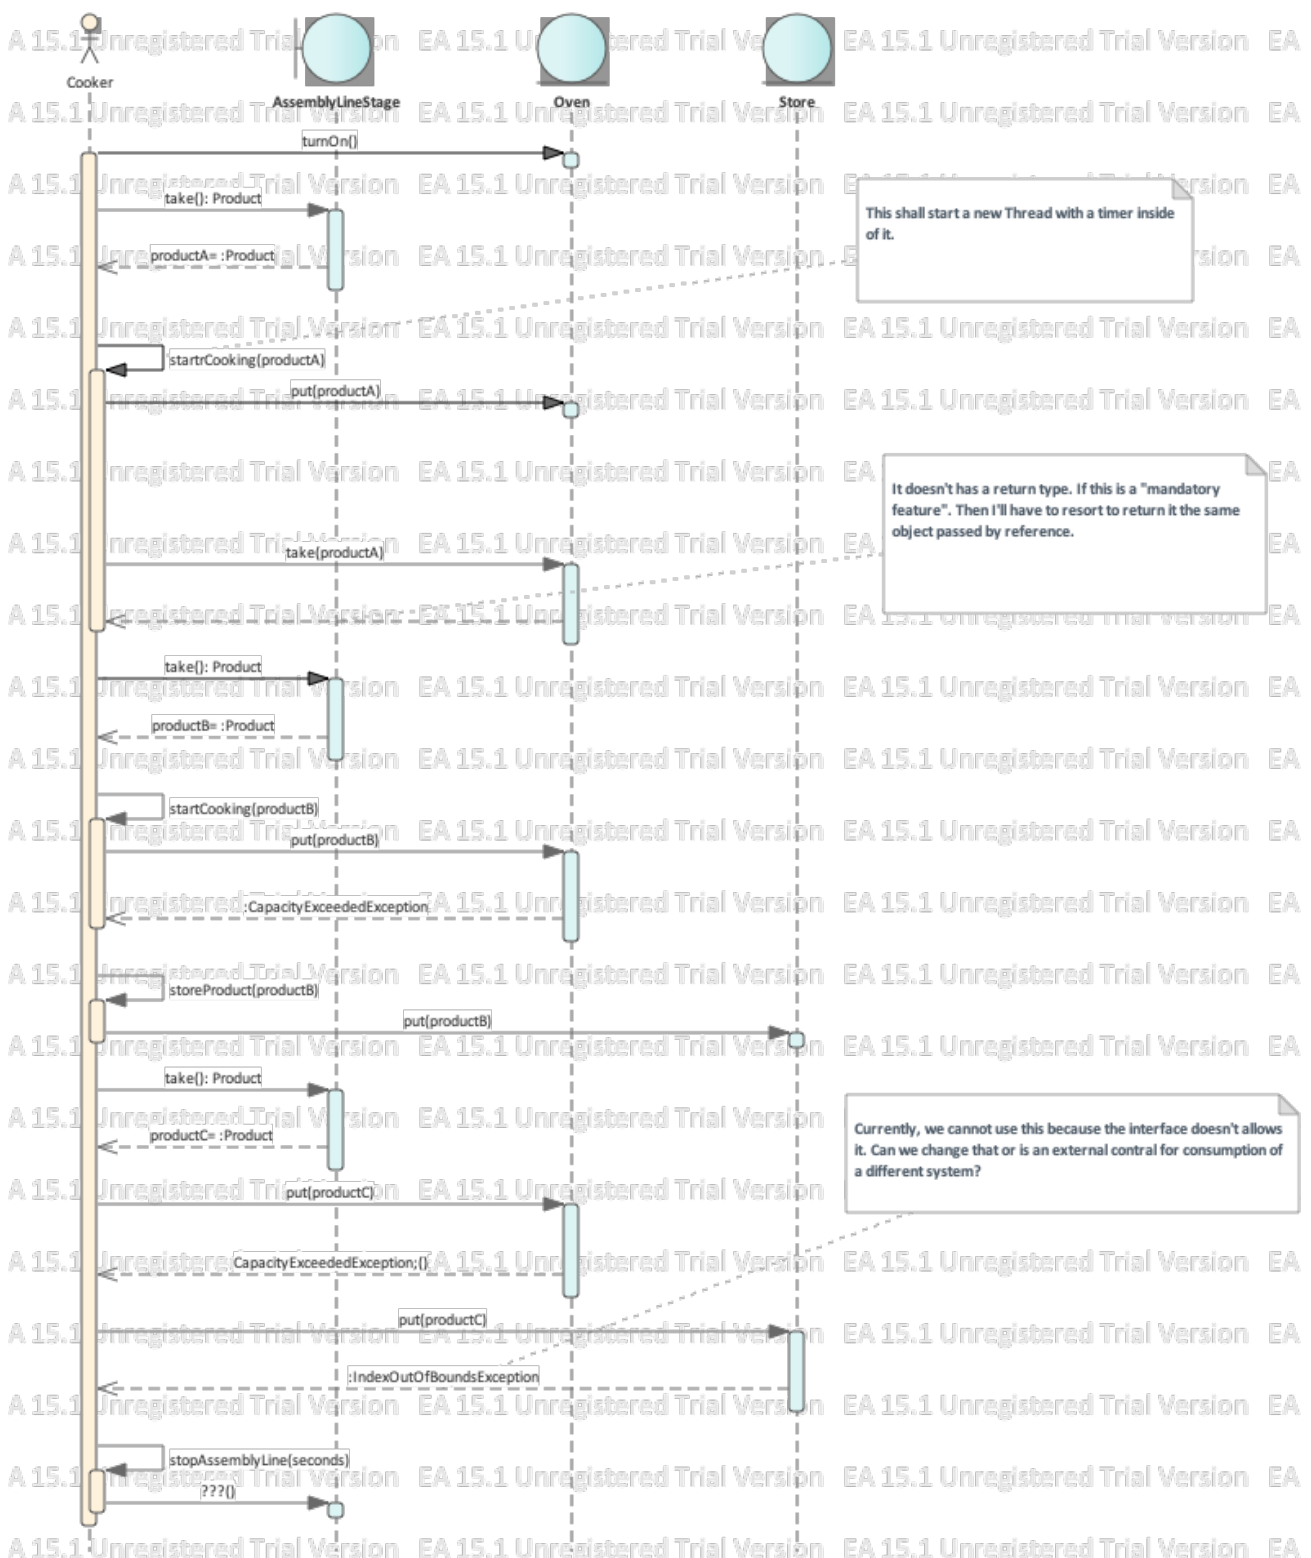 Cooker
AssemblyLineStage
Oven
Store
turnOn()
take(): Product
This shall start a new Thread with a timer inside
of it.
productA= :Product
startrCooking(productA)
put(productA)
It doesn't has a return type. If this is a "mandatory
feature". Then I'll have to resort to return it the same
object passed by reference.
take(productA)
take(): Product
productB= :Product
startCooking(productB)
put(productB)
:CapacityExceededException
storeProduct(productB)
put(productB)
take(): Product
Currently, we cannot use this because the interface doesn't allows
it. Can we change that or is an external contral for consumption of
a different system?
productC= :Product
put(productC)
CapacityExceededException;()
put(productC)
:IndexOutOfBoundsException
stopAssemblyLine(seconds)
???()
EA 15.1 Unregistered Trial Version